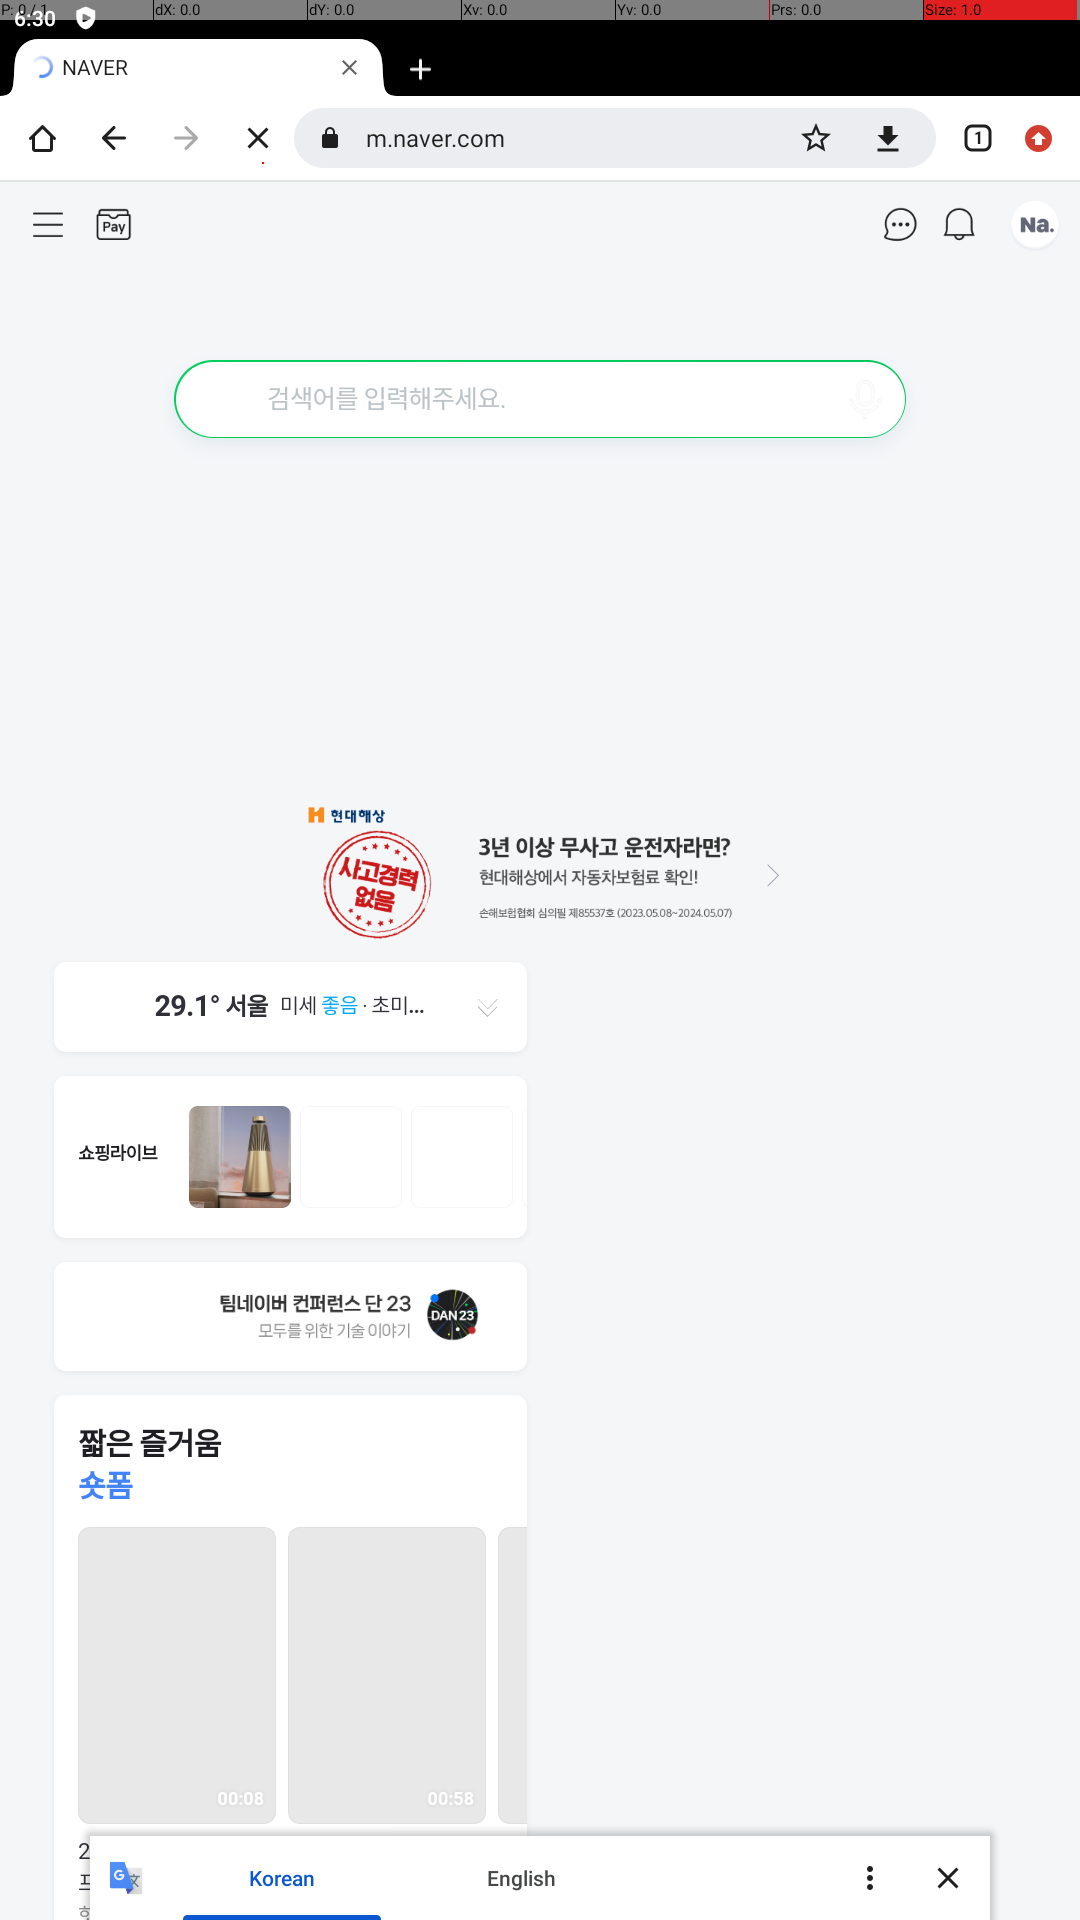 P: 0 / 1
dX: 0.0
dY: 0.0
Xv: 0.0
Yv: 0.0
Prs: 0.0
Size: 1.0
6:30
NAVER
m.naver.com
1
Pay
Na.
검색어를 입력해주세요.
현대해상
사고경력
없음
3년 이상 무사고 운전자라면?
현대해상에서 자동차보험료 확인!
손해보험협회 심의필 제85537호 (2023.05.08~2024.05.07)
29.1° 서울 미세 좋음 · 초미...
쇼핑라이브
팀네이버 컨퍼런스 단 23
모두를 위한 기술 이야기
DAN 23
짧은 즐거움
숏폼
00:08
00:58
2
G 文
Korean
English